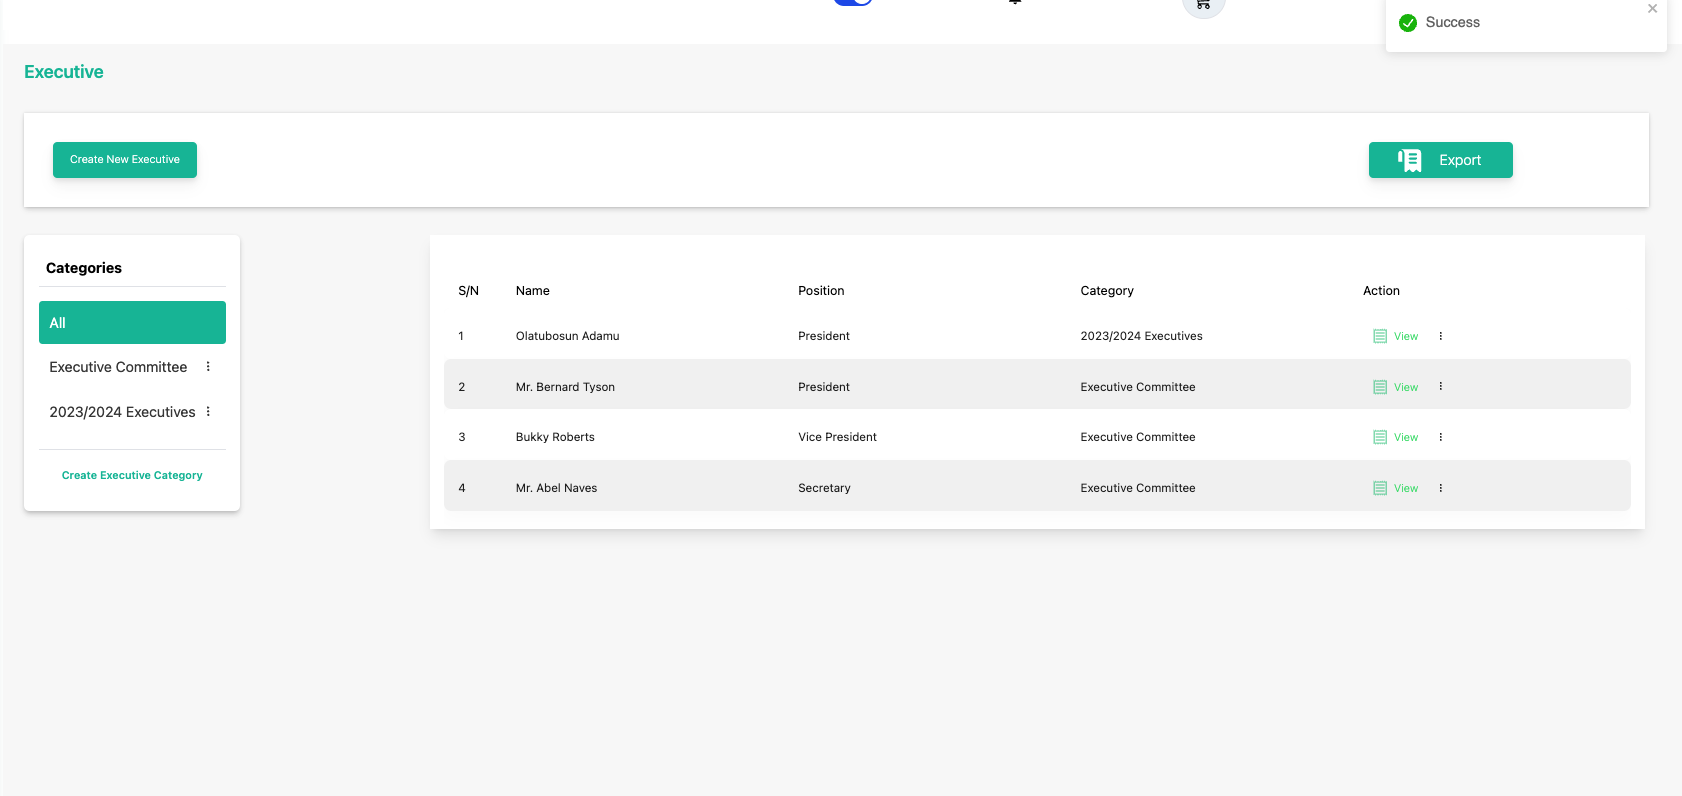 Success
Executive
Create New Executive
Export
Categories
All
Executive Committee
2023/2024 Executives
Create Executive Category
S/N Name Position Category Action
1 Olatubosun Adamu President 2023/2024 Executives View
2 Mr. Bernard Tyson President Executive Committee View
3 Bukky Roberts Vice President Executive Committee View
4 Mr. Abel Naves Secretary Executive Committee View